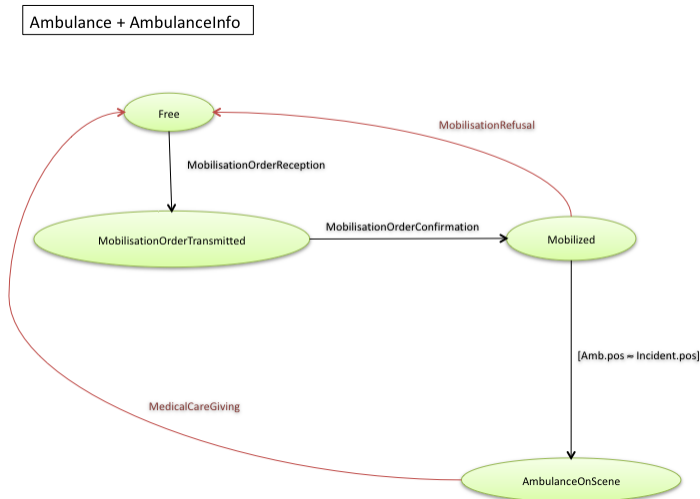 Ambulance + AmbulanceInfo
Free
MobilisationRefusal
MobilisationOrderReception
MobilisationOrderConfirmation
MobilisationOrderTransmitted
Mobilized
[Amb.pos = Incident.pos]
MedicalCareGiving
AmbulanceOnScene